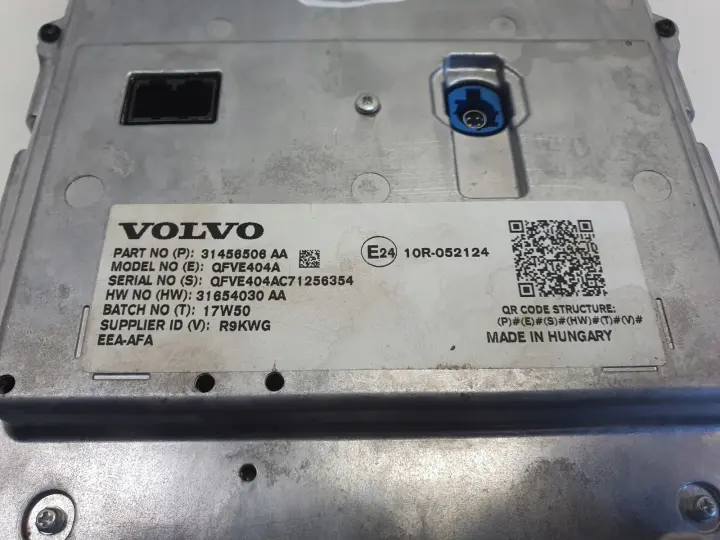 VOLVO
PART NO (P): 31456506 AA
MODEL NO (E): QFVE404A
SERIAL NO (S): QFVE404AC71256354
HW NO (HW): 31654030 AA
BATCH NO (T): 17W50
SUPPLIER ID (V): R9KWG
EEA-AFA
E24 10R-052124
QR CODE STRUCTURE:
(P)#(E)#(S)#(HW)#(T)#(V)#
MADE IN HUNGARY